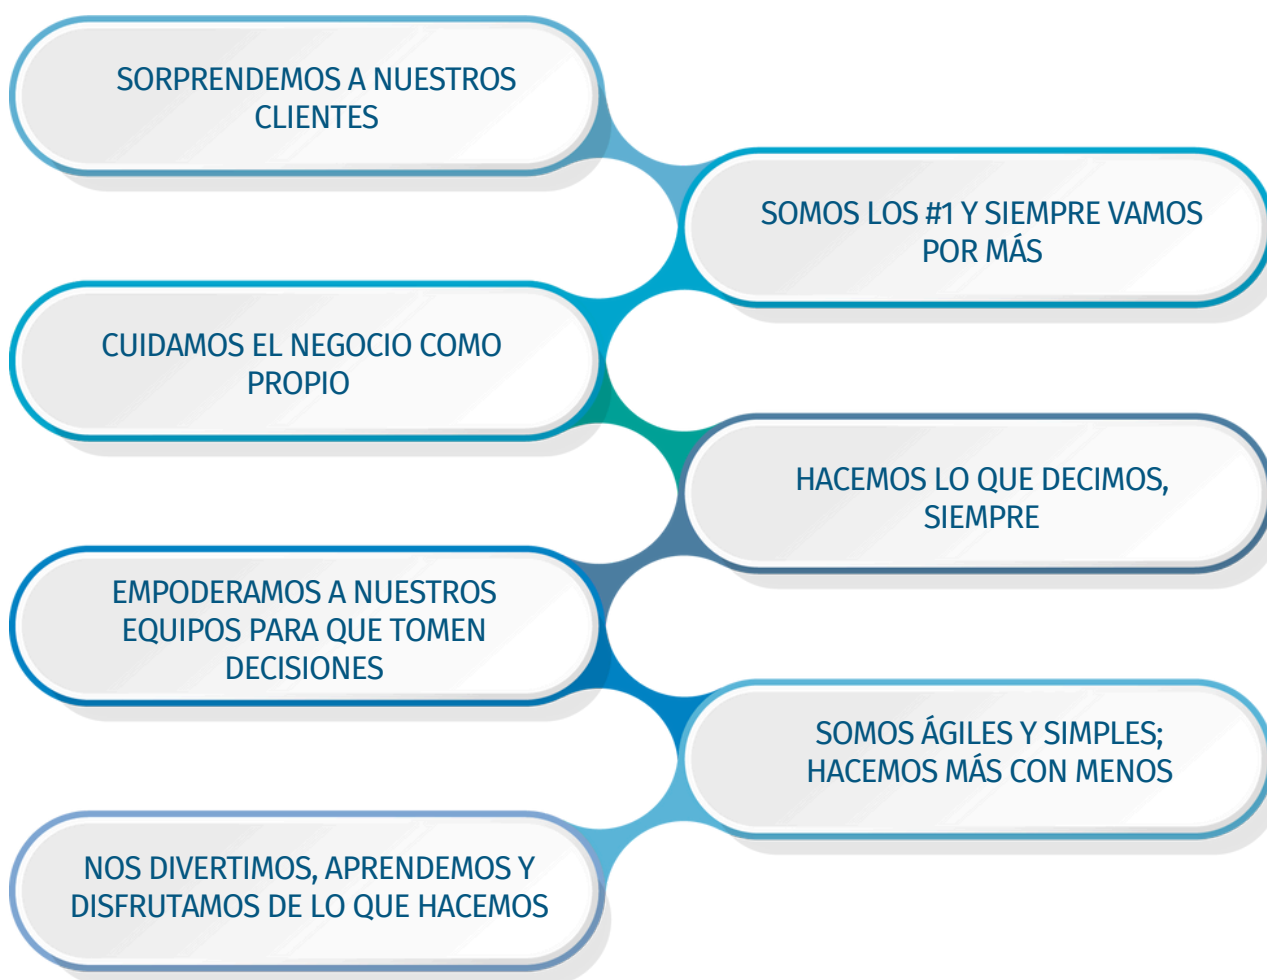 SORPRENDEMOS A NUESTROS
CLIENTES
SOMOS LOS #1 Y SIEMPRE VAMOS
POR MÁS
CUIDAMOS EL NEGOCIO COMO
PROPIO
HACEMOS LO QUE DECIMOS,
SIEMPRE
EMPODERAMOS A NUESTROS
EQUIPOS PARA QUE TOMEN
DECISIONES
SOMOS ÁGILES Y SIMPLES;
HACEMOS MÁS CON MENOS
NOS DIVERTIMOS, APRENDEMOS Y
DISFRUTAMOS DE LO QUE HACEMOS